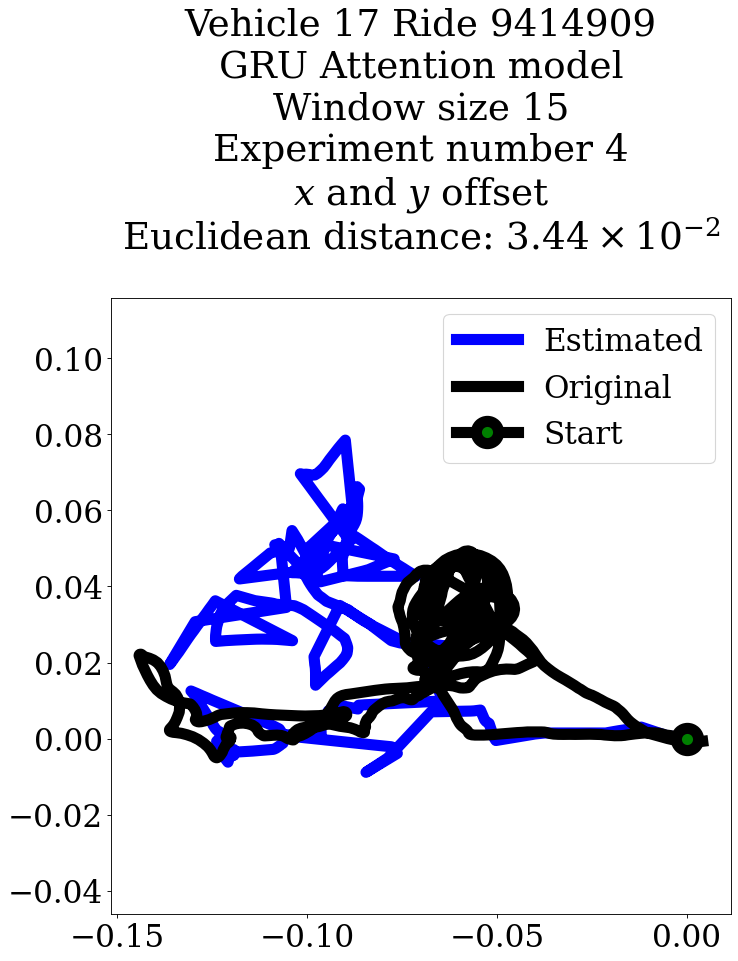 Vehicle 17 Ride 9414909
GRU Attention model
Window size 15
Experiment number 4
x and y offset
Euclidean distance: 3.44 × 10⁻²
Estimated
Original
Start
0.10
0.08
0.06
0.04
0.02
0.00
−0.02
−0.04
−0.15 −0.10 −0.05 0.00